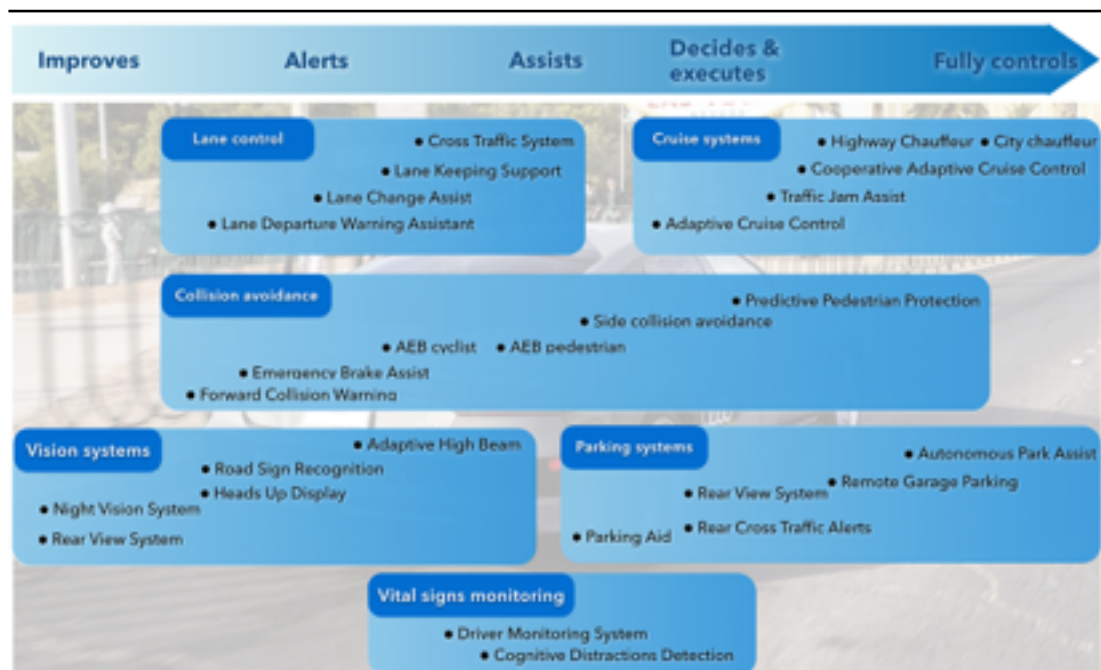 Improves
Alerts
Assists
Decides &
executes
Fully controls
Lane control
• Cross Traffic System
• Lane Keeping Support
• Lane Change Assist
• Lane Departure Warning Assistant
Cruise systems
• Highway Chauffeur • City chauffeur
• Cooperative Adaptive Cruise Control
• Traffic Jam Assist
• Adaptive Cruise Control
Collision avoidance
• Predictive Pedestrian Protection
• Side collision avoidance
• AEB cyclist • AEB pedestrian
• Emergency Brake Assist
• Forward Collision Warning
Vision systems
• Adaptive High Beam
• Road Sign Recognition
• Heads Up Display
• Night Vision System
• Rear View System
Parking systems
• Autonomous Park Assist
• Remote Garage Parking
• Rear View System
• Rear Cross Traffic Alerts
• Parking Aid
Vital signs monitoring
• Driver Monitoring System
• Cognitive Distractions Detection